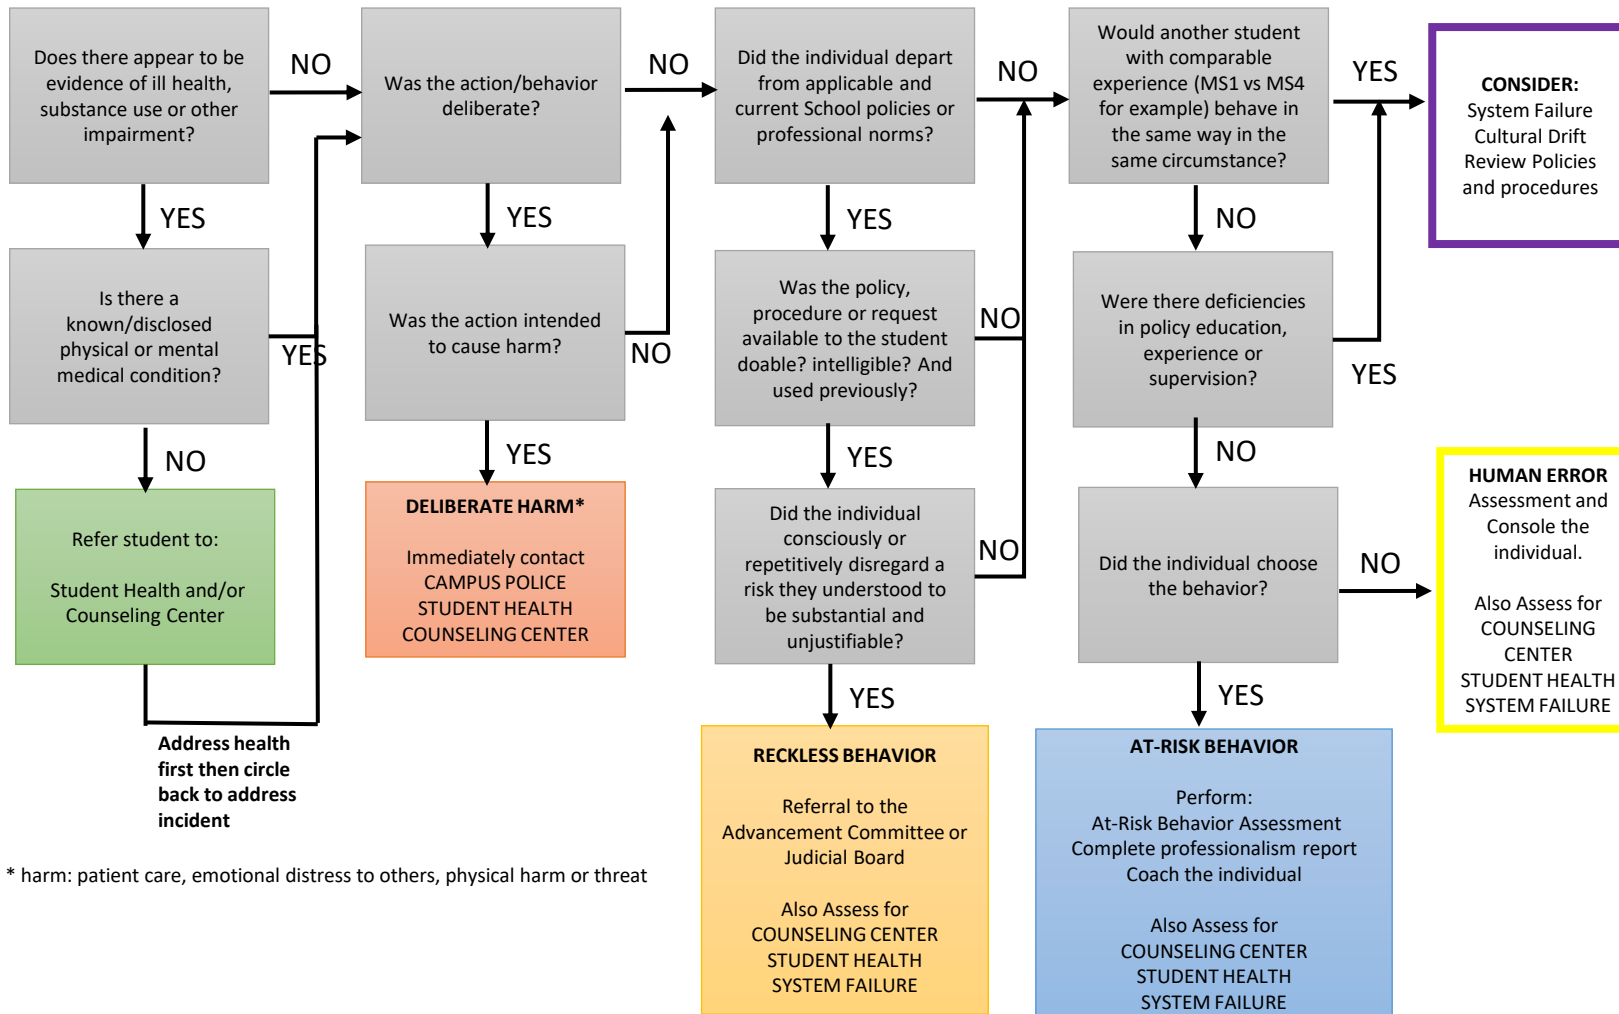 Does there appear to be
evidence of ill health,
substance use or other
impairment?
NO
YES
Is there a
known/disclosed
physical or mental
medical condition?
YES
NO
Refer student to:
Student Health and/or
Counseling Center
Address health
first then circle
back to address
incident
Was the action/behavior
deliberate?
NO
YES
Was the action intended
to cause harm?
NO
YES
DELIBERATE HARM*
Immediately contact
CAMPUS POLICE
STUDENT HEALTH
COUNSELING CENTER
Did the individual depart
from applicable and
current School policies or
professional norms?
NO
YES
Was the policy,
procedure or request
available to the student
doable? intelligible? And
used previously?
NO
YES
Did the individual
consciously or
repetitively disregard a
risk they understood to
be substantial and
unjustifiable?
NO
YES
RECKLESS BEHAVIOR
Referral to the
Advancement Committee or
Judicial Board
Also Assess for
COUNSELING CENTER
STUDENT HEALTH
SYSTEM FAILURE
Would another student
with comparable
experience (MS1 vs MS4
for example) behave in
the same way in the
same circumstance?
YES
NO
Were there deficiencies
in policy education,
experience or
supervision?
YES
NO
Did the individual choose
the behavior?
NO
YES
AT-RISK BEHAVIOR
Perform:
At-Risk Behavior Assessment
Complete professionalism report
Coach the individual
Also Assess for
COUNSELING CENTER
STUDENT HEALTH
SYSTEM FAILURE
CONSIDER:
System Failure
Cultural Drift
Review Policies
and procedures
HUMAN ERROR
Assessment and
Console the
individual.
Also Assess for
COUNSELING
CENTER
STUDENT HEALTH
SYSTEM FAILURE
* harm: patient care, emotional distress to others, physical harm or threat